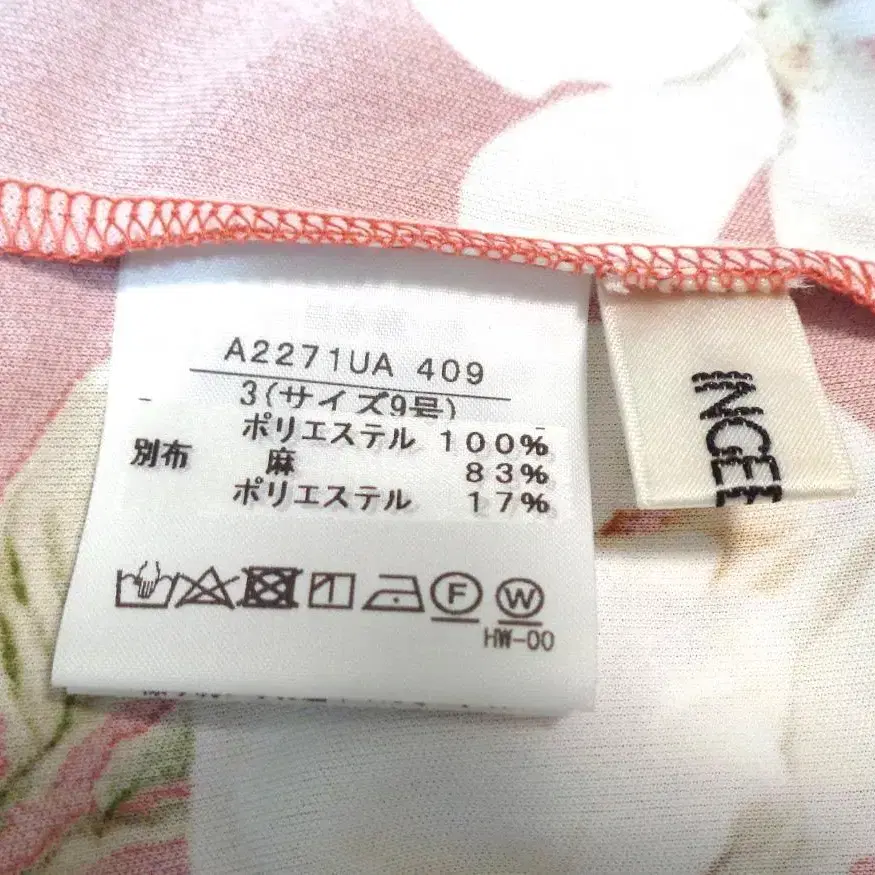 A2271UA 409
3(サイズ9号)
ポリエステル 100%
別布 麻 83%
ポリエステル 17%
F W
HW-00
INGEE